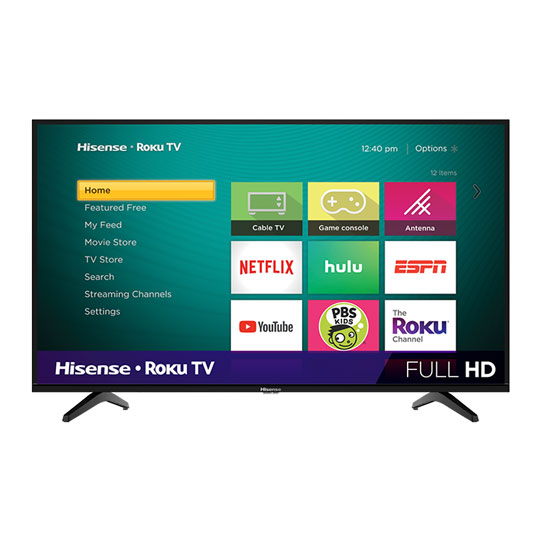 Hisense • Roku TV
12:40 pm | Options ✳
12 Items
Home
Featured Free
My Feed
Movie Store
TV Store
Search
Streaming Channels
Settings
Cable TV
Game console
Antenna
NETFLIX
hulu
ESPN
YouTube
PBS
KIDS
The
Roku
Channel
Hisense • Roku TV
FULL HD
Hisense